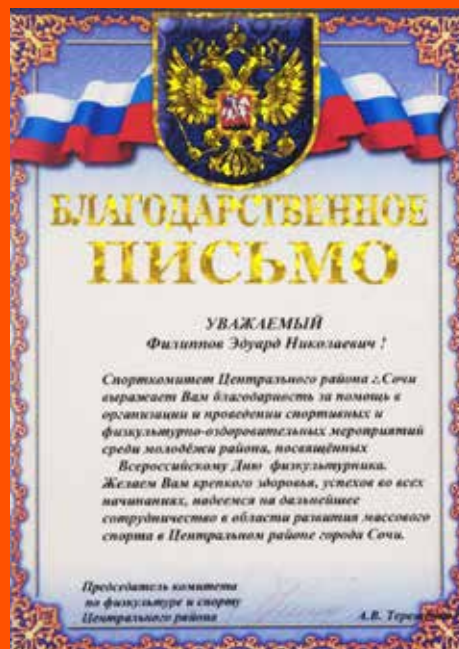 БЛАГОДАРСТВЕННОЕ
ПИСЬМО
УВАЖАЕМЫЙ
Филиппов Эдуард Николаевич !
Спорткомитет Центрального района г.Сочи
выражает Вам благодарность за помощь в
организации и проведении спортивных и
физкультурно-оздоровительных мероприятий
среди молодёжи района, посвящённых
Всероссийскому Дню физкультурника.
Желаем Вам крепкого здоровья, успехов во всех
начинаниях, надеемся на дальнейшее
сотрудничество в области развития массового
спорта в Центральном районе города Сочи.
Председатель комитета
по физкультуре и спорту
Центрального района
А.В.